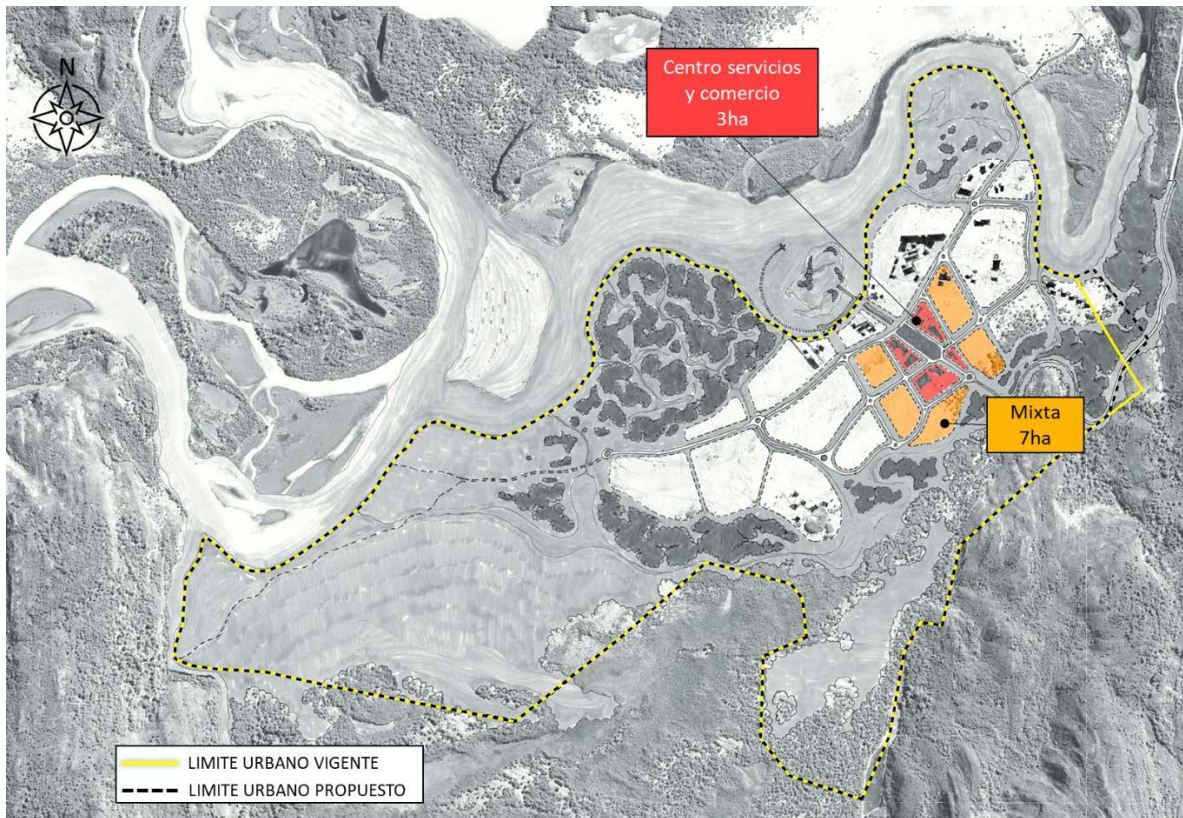 N
Centro servicios
y comercio
3ha
Mixta
7ha
LIMITE URBANO VIGENTE
LIMITE URBANO PROPUESTO